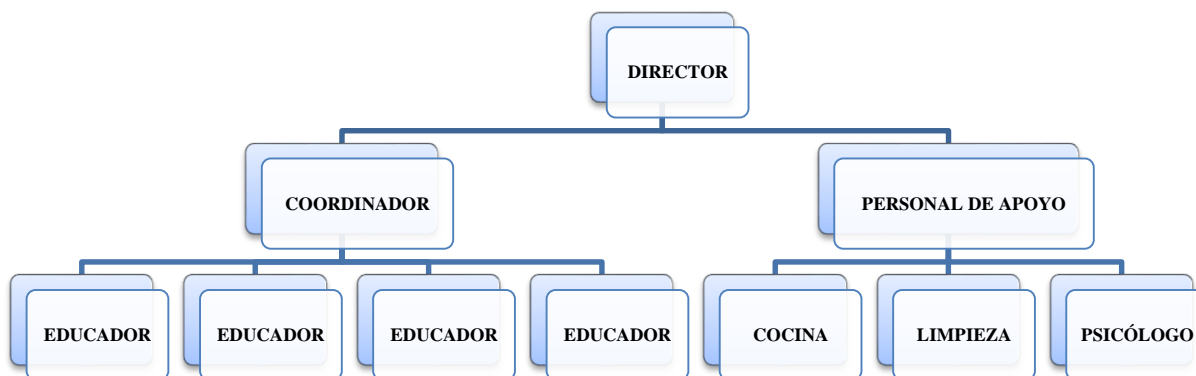 DIRECTOR
COORDINADOR
PERSONAL DE APOYO
EDUCADOR
EDUCADOR
EDUCADOR
EDUCADOR
COCINA
LIMPIEZA
PSICÓLOGO